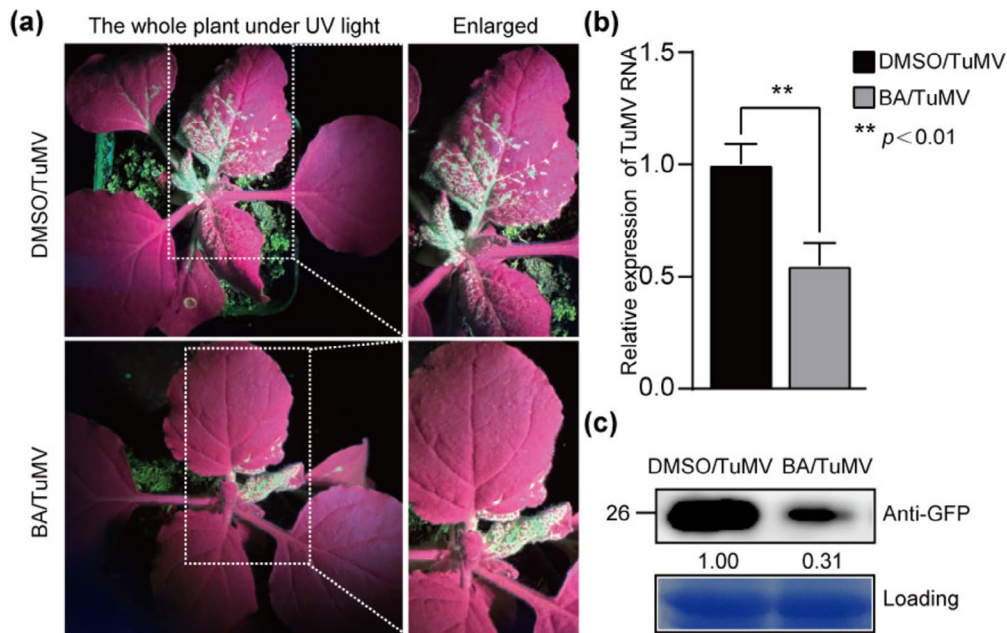 (a)
The whole plant under UV light
Enlarged
DMSO/TuMV
BA/TuMV
(b)
Relative expression of TuMV RNA
1.5
1.0
0.5
0.0
**
DMSO/TuMV
BA/TuMV
** p<0.01
(c)
DMSO/TuMV BA/TuMV
26
Anti-GFP
1.00 0.31
Loading